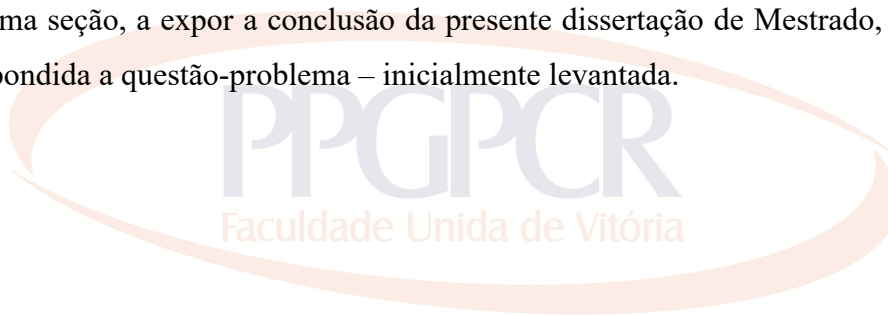 ma seção, a expor a conclusão da presente dissertação de Mestrado,
pondida a questão-problema – inicialmente levantada.
PPGPCR
Faculdade Unida de Vitória